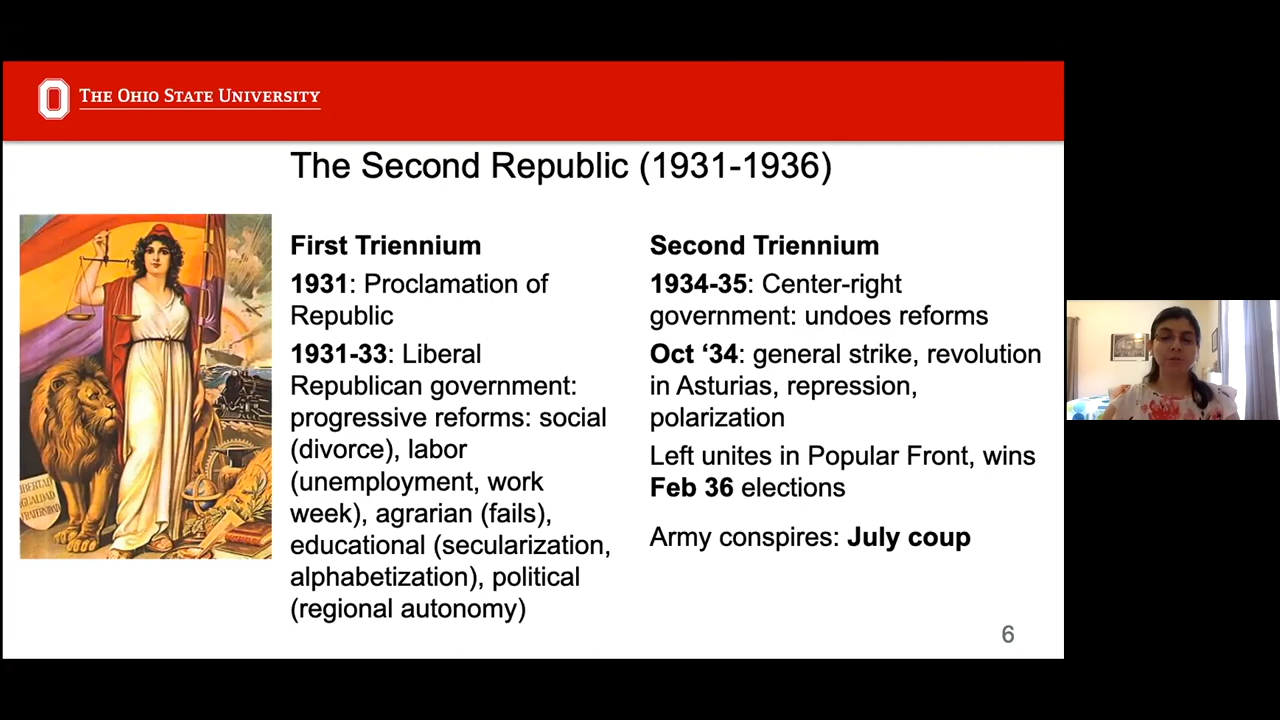 THE OHIO STATE UNIVERSITY
The Second Republic (1931-1936)
First Triennium
1931: Proclamation of
Republic
1931-33: Liberal
Republican government:
progressive reforms: social
(divorce), labor
(unemployment, work
week), agrarian (fails),
educational (secularization,
alphabetization), political
(regional autonomy)
Second Triennium
1934-35: Center-right
government: undoes reforms
Oct ‘34: general strike, revolution
in Asturias, repression,
polarization
Left unites in Popular Front, wins
Feb 36 elections
Army conspires: July coup
LIBERTAD
IGUALDAD
FRATERNIDAD
6